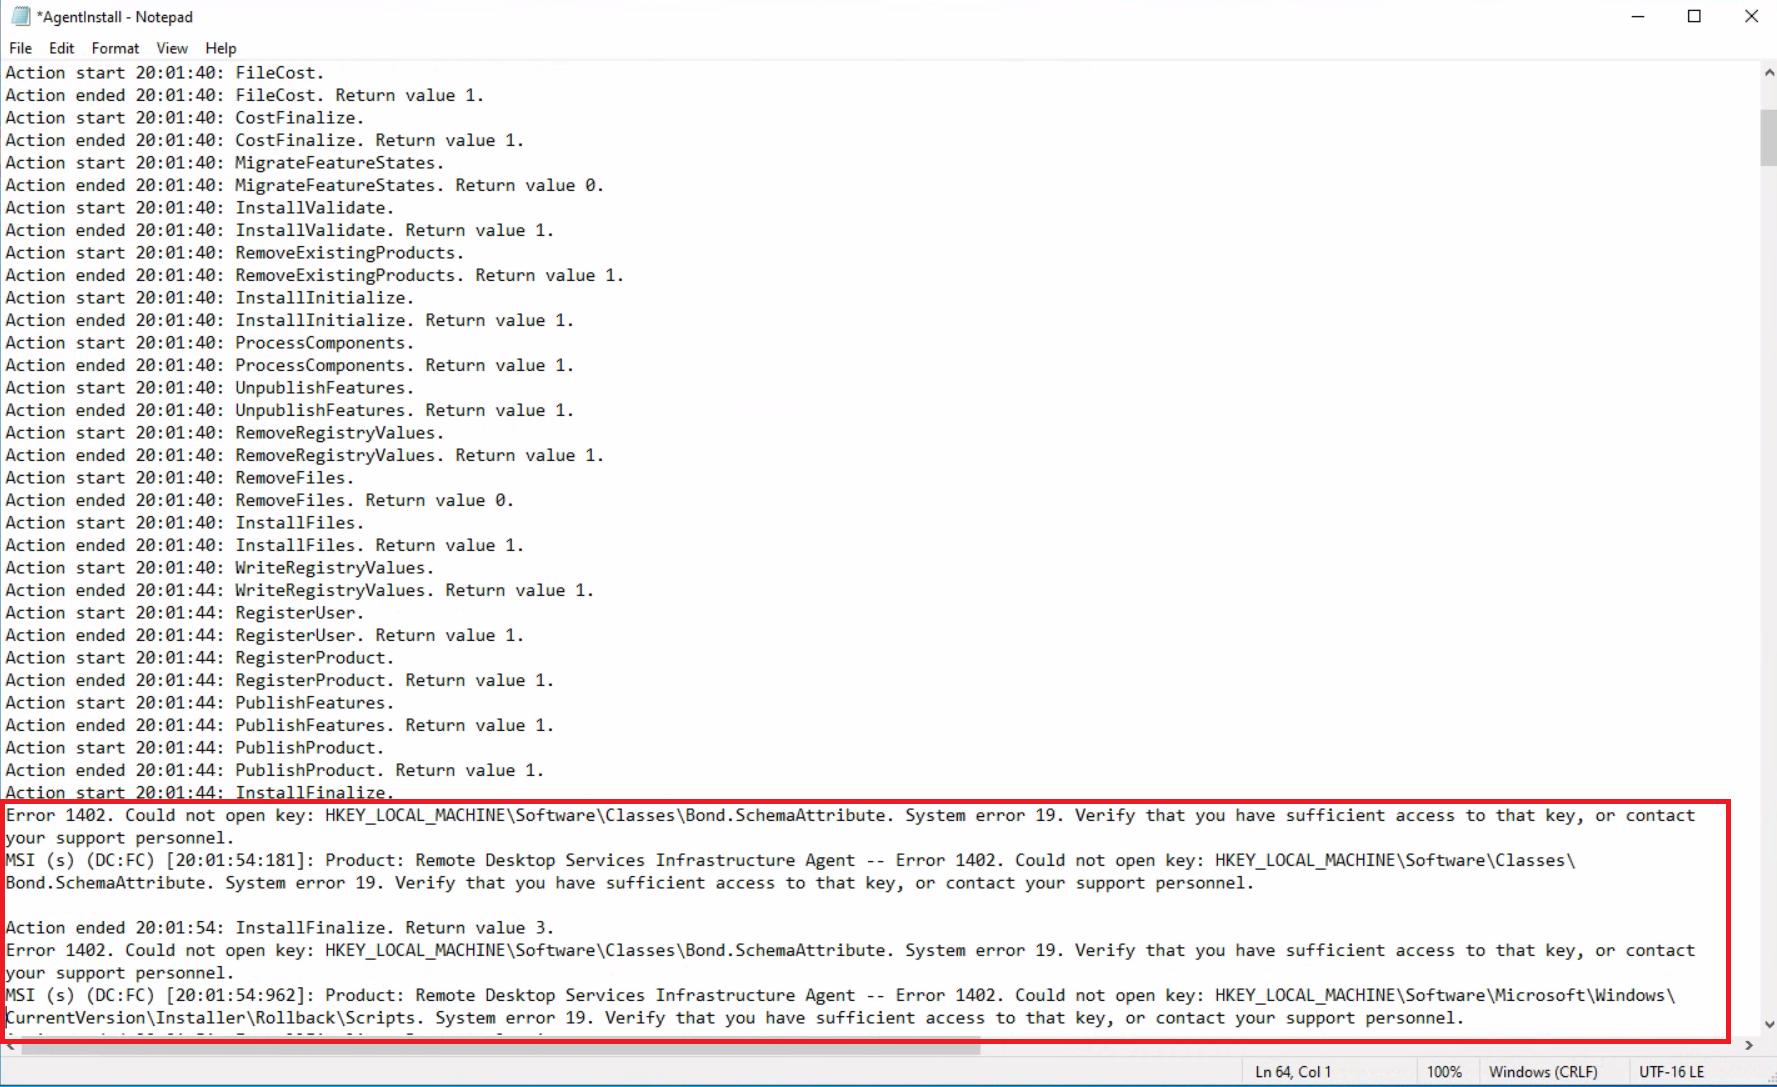 *AgentInstall - Notepad
File Edit Format View Help
Action start 20:01:40: FileCost.
Action ended 20:01:40: FileCost. Return value 1.
Action start 20:01:40: CostFinalize.
Action ended 20:01:40: CostFinalize. Return value 1.
Action start 20:01:40: MigrateFeatureStates.
Action ended 20:01:40: MigrateFeatureStates. Return value 0.
Action start 20:01:40: InstallValidate.
Action ended 20:01:40: InstallValidate. Return value 1.
Action start 20:01:40: RemoveExistingProducts.
Action ended 20:01:40: RemoveExistingProducts. Return value 1.
Action start 20:01:40: InstallInitialize.
Action ended 20:01:40: InstallInitialize. Return value 1.
Action start 20:01:40: ProcessComponents.
Action ended 20:01:40: ProcessComponents. Return value 1.
Action start 20:01:40: UnpublishFeatures.
Action ended 20:01:40: UnpublishFeatures. Return value 1.
Action start 20:01:40: RemoveRegistryValues.
Action ended 20:01:40: RemoveRegistryValues. Return value 1.
Action start 20:01:40: RemoveFiles.
Action ended 20:01:40: RemoveFiles. Return value 0.
Action start 20:01:40: InstallFiles.
Action ended 20:01:40: InstallFiles. Return value 1.
Action start 20:01:40: WriteRegistryValues.
Action ended 20:01:44: WriteRegistryValues. Return value 1.
Action start 20:01:44: RegisterUser.
Action ended 20:01:44: RegisterUser. Return value 1.
Action start 20:01:44: RegisterProduct.
Action ended 20:01:44: RegisterProduct. Return value 1.
Action start 20:01:44: PublishFeatures.
Action ended 20:01:44: PublishFeatures. Return value 1.
Action start 20:01:44: PublishProduct.
Action ended 20:01:44: PublishProduct. Return value 1.
Action start 20:01:44: InstallFinalize.
Error 1402. Could not open key: HKEY_LOCAL_MACHINE\Software\Classes\Bond.SchemaAttribute. System error 19. Verify that you have sufficient access to that key, or contact
your support personnel.
MSI (s) (DC:FC) [20:01:54:181]: Product: Remote Desktop Services Infrastructure Agent -- Error 1402. Could not open key: HKEY_LOCAL_MACHINE\Software\Classes\
Bond.SchemaAttribute. System error 19. Verify that you have sufficient access to that key, or contact your support personnel.
Action ended 20:01:54: InstallFinalize. Return value 3.
Error 1402. Could not open key: HKEY_LOCAL_MACHINE\Software\Classes\Bond.SchemaAttribute. System error 19. Verify that you have sufficient access to that key, or contact
your support personnel.
MSI (s) (DC:FC) [20:01:54:962]: Product: Remote Desktop Services Infrastructure Agent -- Error 1402. Could not open key: HKEY_LOCAL_MACHINE\Software\Microsoft\Windows\
CurrentVersion\Installer\Rollback\Scripts. System error 19. Verify that you have sufficient access to that key, or contact your support personnel.
Ln 64, Col 1 100% Windows (CRLF) UTF-16 LE